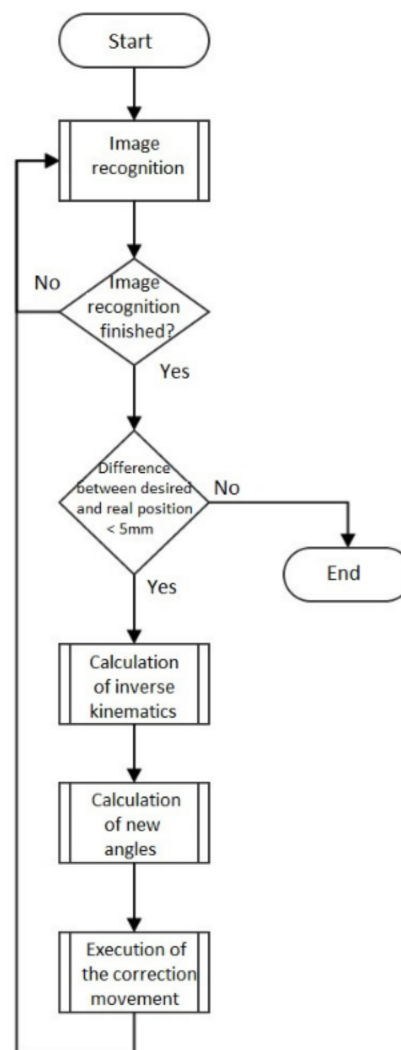 Start
Image
recognition
No
Image
recognition
finished?
Yes
Difference
between desired
and real position
< 5mm
No
End
Yes
Calculation
of inverse
kinematics
Calculation
of new
angles
Execution of
the correction
movement